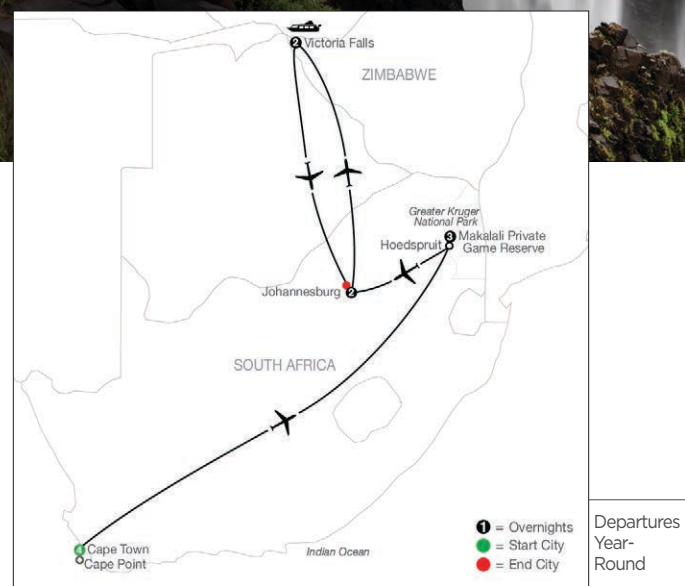 2 Victoria Falls
ZIMBABWE
Greater Kruger
National Park
3 Makalali Private
Game Reserve
Hoedspruit
Johannesburg 2
SOUTH AFRICA
4 Cape Town
Cape Point
Indian Ocean
1 = Overnights
= Start City
= End City
Departures
Year-
Round